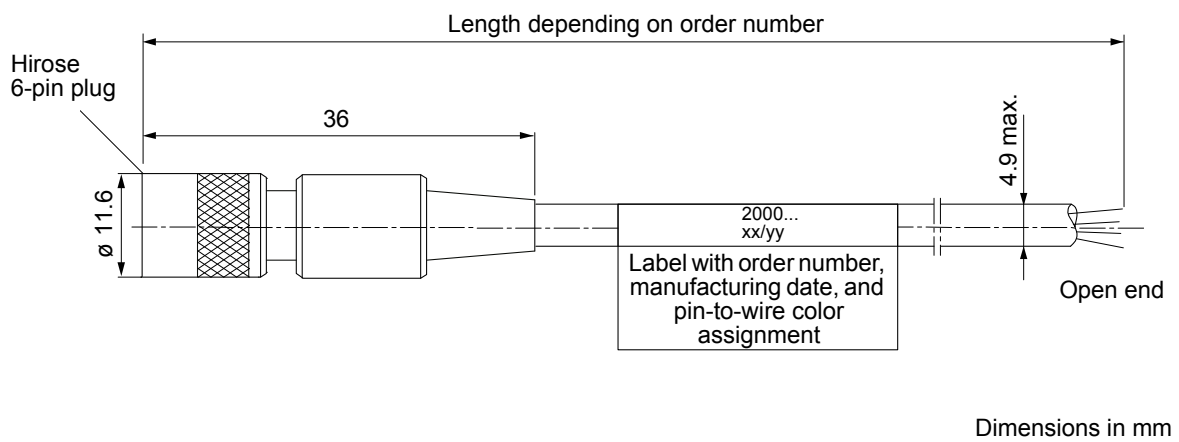 Length depending on order number
Hirose
6-pin plug
36
4.9 max.
ø 11.6
2000...
xx/yy
Label with order number,
manufacturing date, and
pin-to-wire color
assignment
Open end
Dimensions in mm